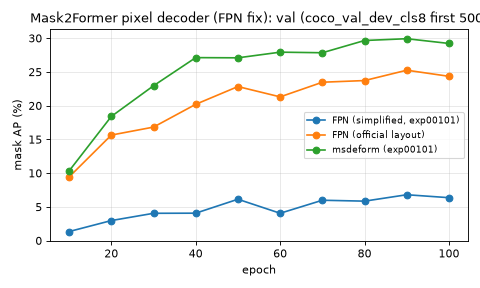 Mask2Former pixel decoder (FPN fix): val (coco_val_dev_cls8 first 500
mask AP (%)
30
25
20
15
10
5
0
FPN (simplified, exp00101)
FPN (official layout)
msdeform (exp00101)
20
40
60
80
100
epoch